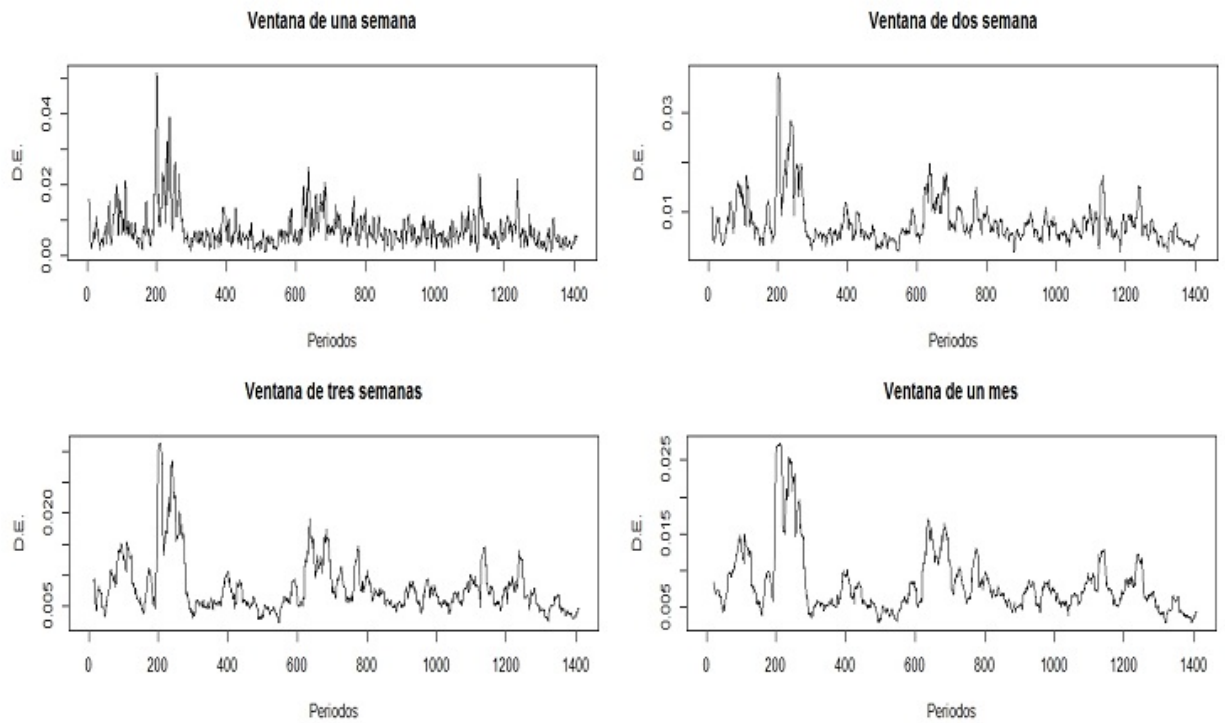 Ventana de una semana
D.E.
0.04
0.02
0.00
0 200 400 600 800 1000 1200 1400
Periodos
Ventana de dos semana
D.E.
0.03
0.01
0 200 400 600 800 1000 1200 1400
Periodos
Ventana de tres semanas
D.E.
0.020
0.005
0 200 400 600 800 1000 1200 1400
Periodos
Ventana de un mes
D.E.
0.025
0.015
0.005
0 200 400 600 800 1000 1200 1400
Periodos